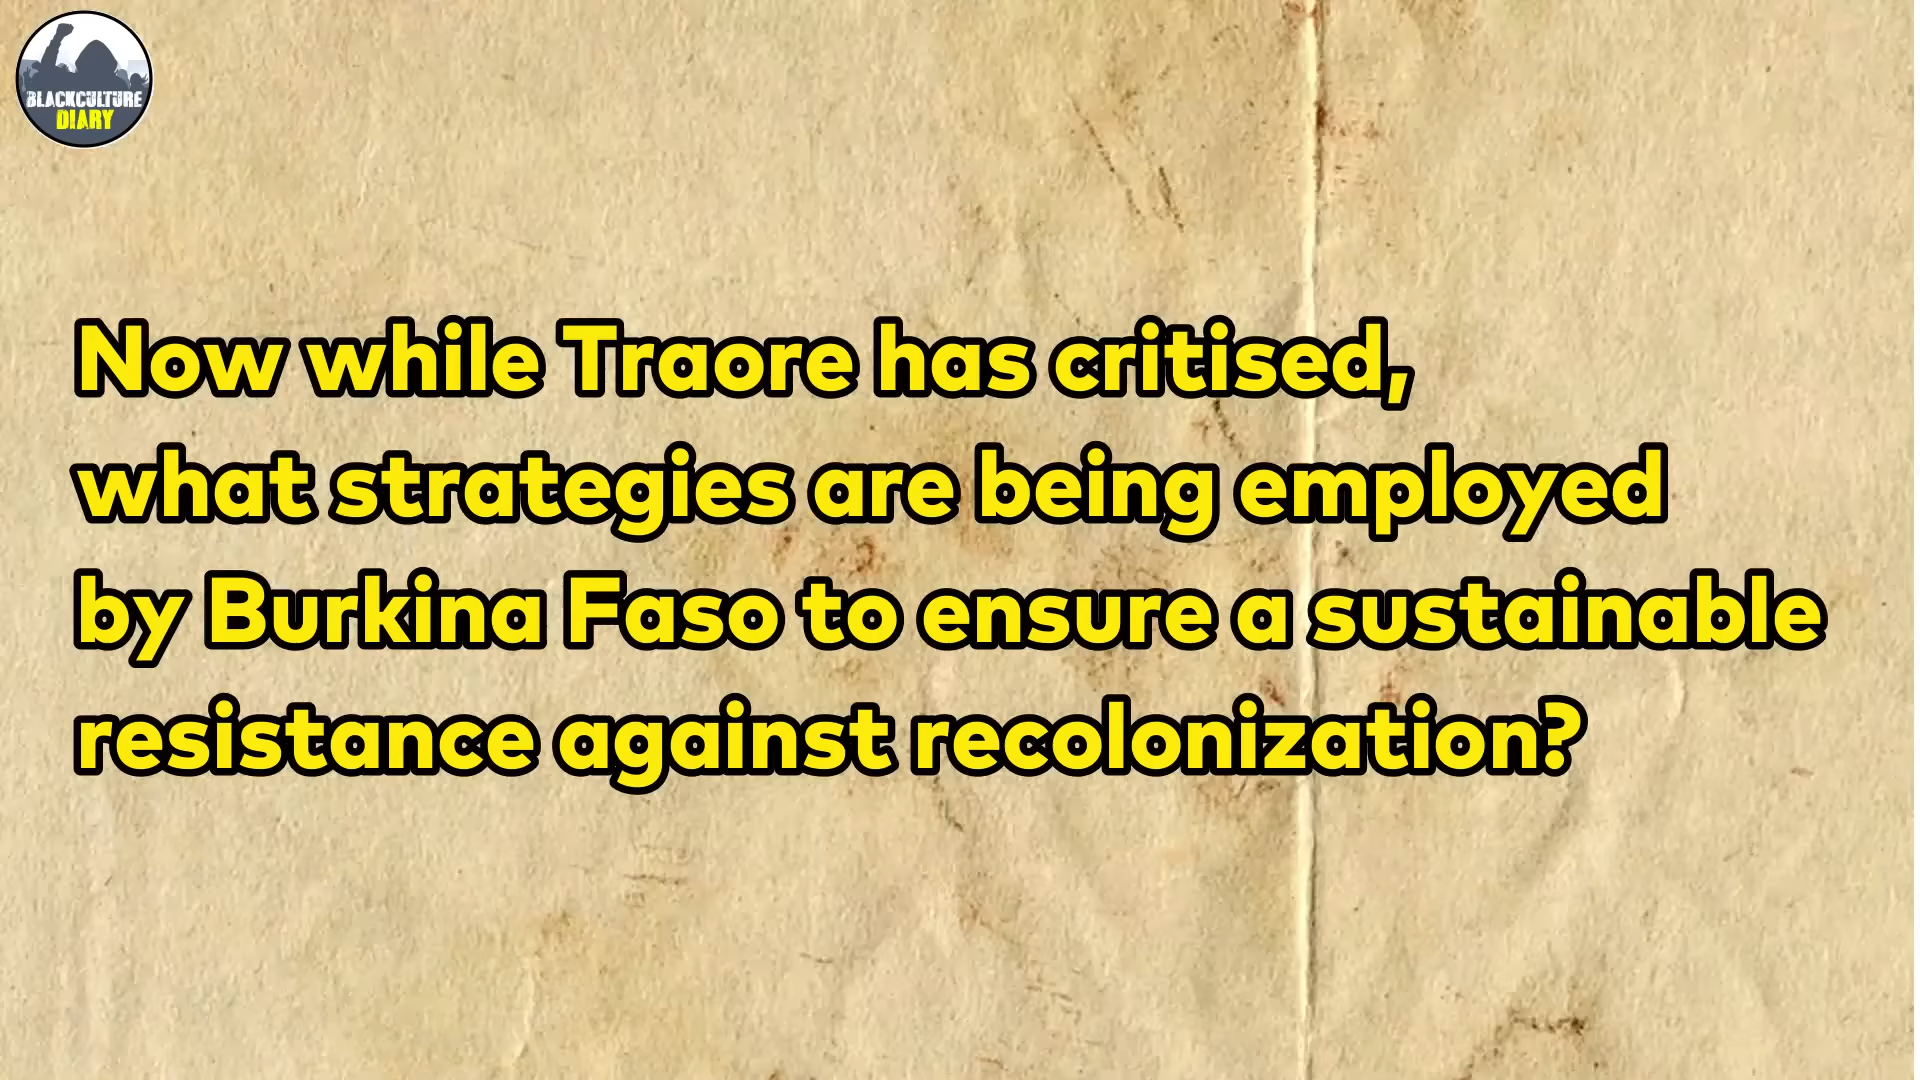 BLACKCULTURE
DIARY
Now while Traore has critised,
what strategies are being employed
by Burkina Faso to ensure a sustainable
resistance against recolonization?